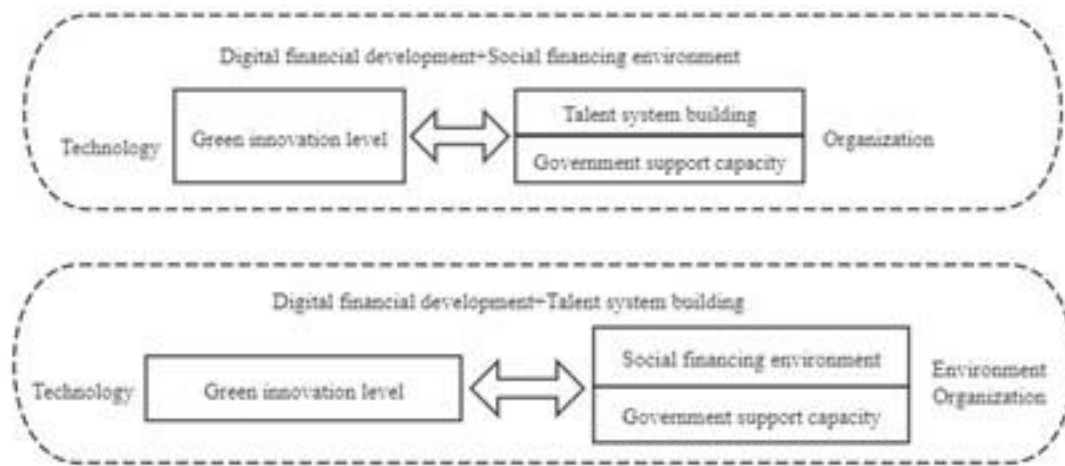 Digital financial development+Social financing environment
Technology
Green innovation level
Talent system building
Government support capacity
Organization
Digital financial development+Talent system building
Technology
Green innovation level
Social financing environment
Government support capacity
Environment
Organization